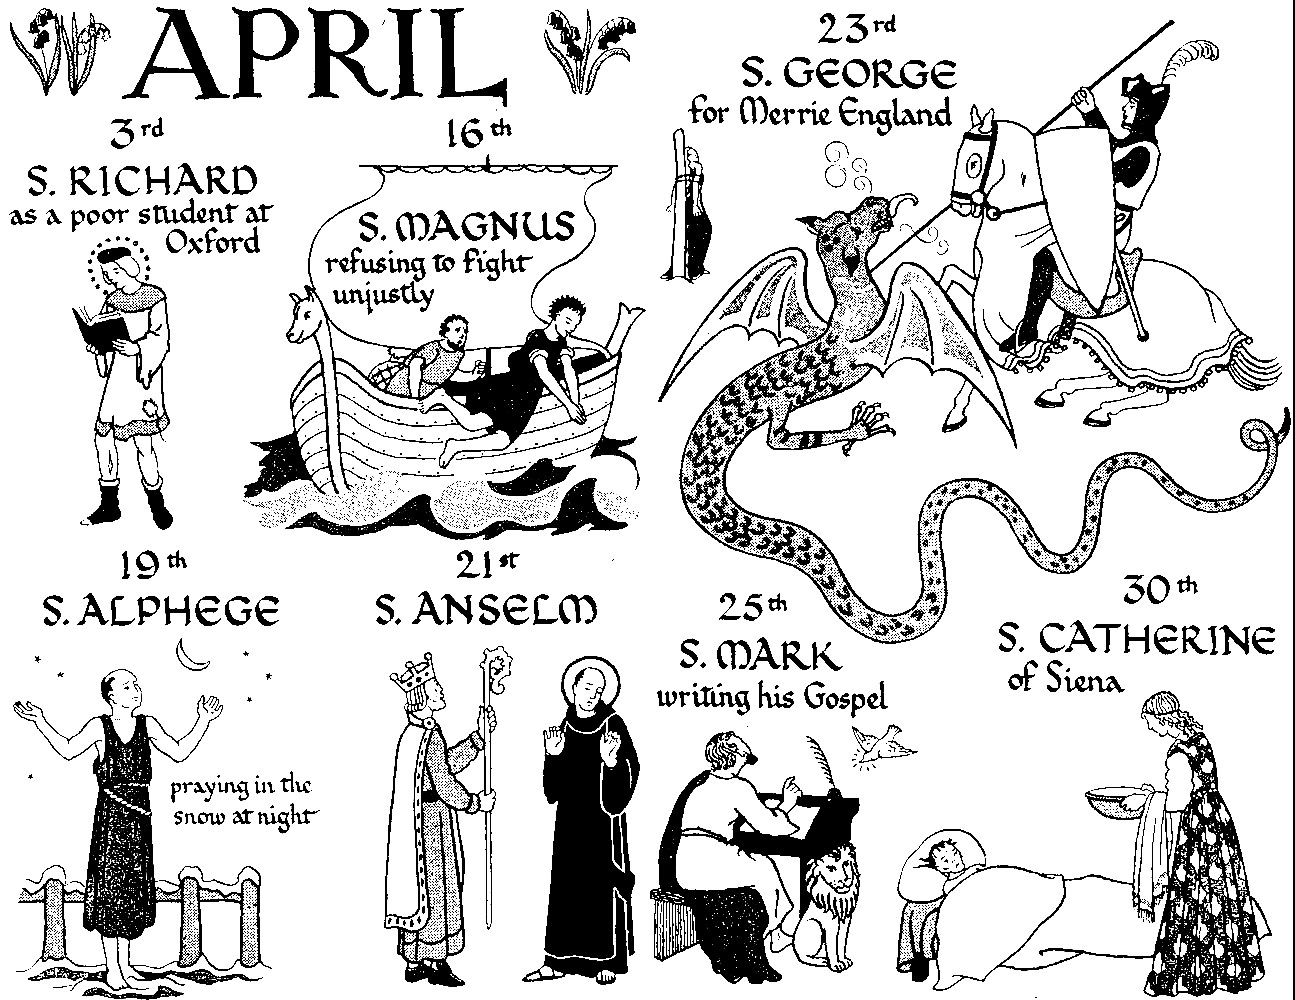 APRIL
3rd
S. RICHARD
as a poor student at
Oxford
16th
S. MAGNUS
refusing to fight
unjustly
23rd
S. GEORGE
for Merrie England
19th
S. ALPHEGE
praying in the
snow at night
21st
S. ANSELM
25th
S. MARK
writing his Gospel
30th
S. CATHERINE
of Siena